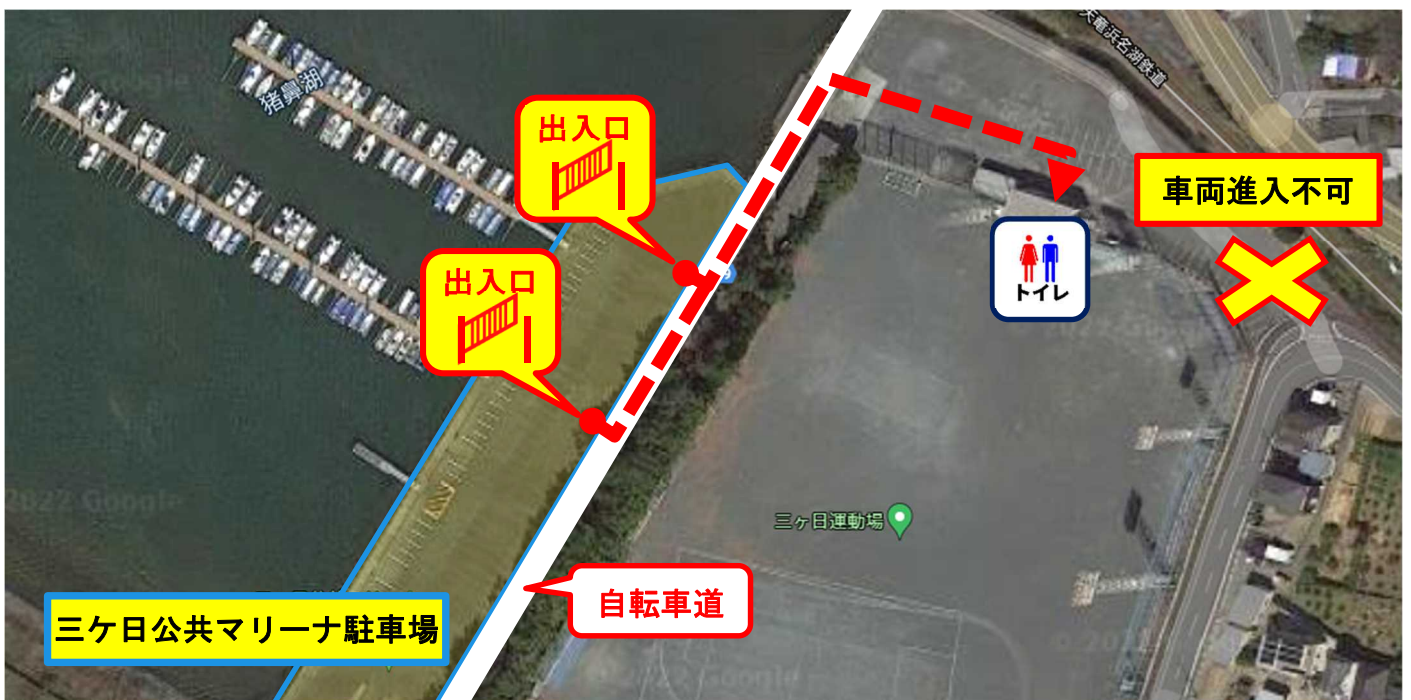 天竜浜名湖鉄道
猪鼻湖
出入口
車両進入不可
出入口
トイレ
2022 Google
三ヶ日運動場
自転車道
三ケ日公共マリーナ駐車場
Google